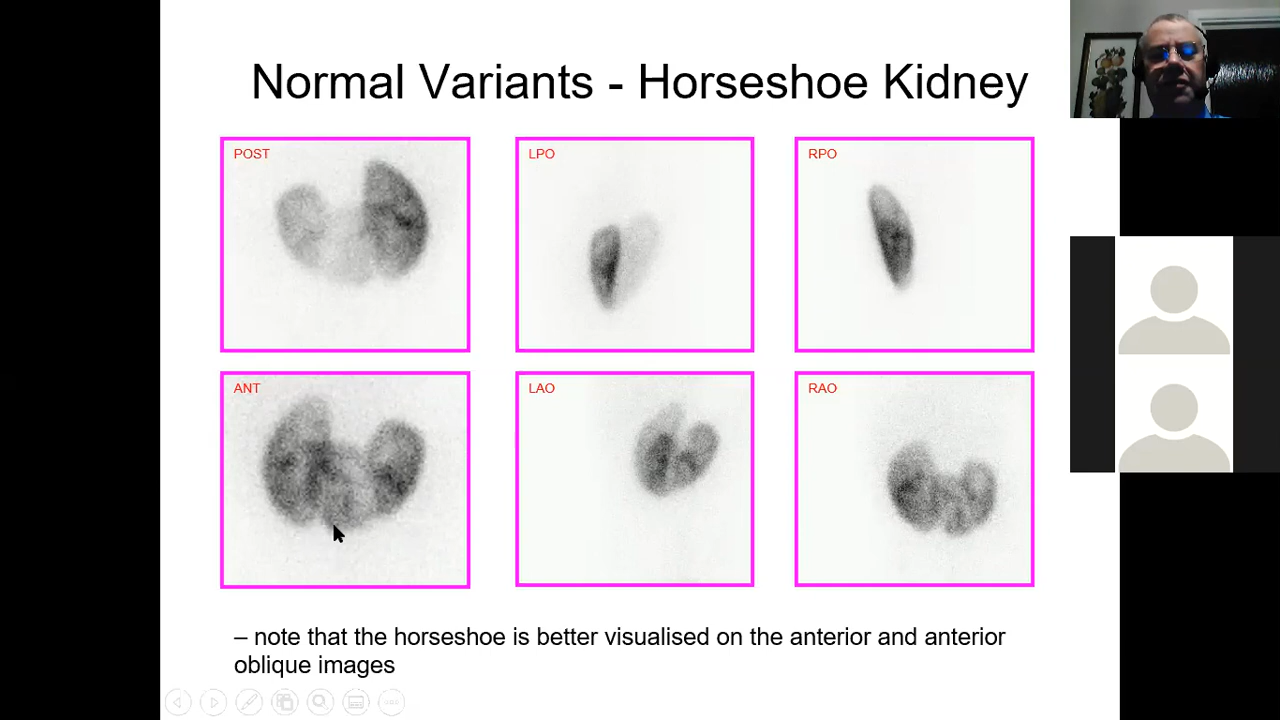 Normal Variants - Horseshoe Kidney
POST
LPO
RPO
ANT
LAO
RAO
– note that the horseshoe is better visualised on the anterior and anterior
oblique images